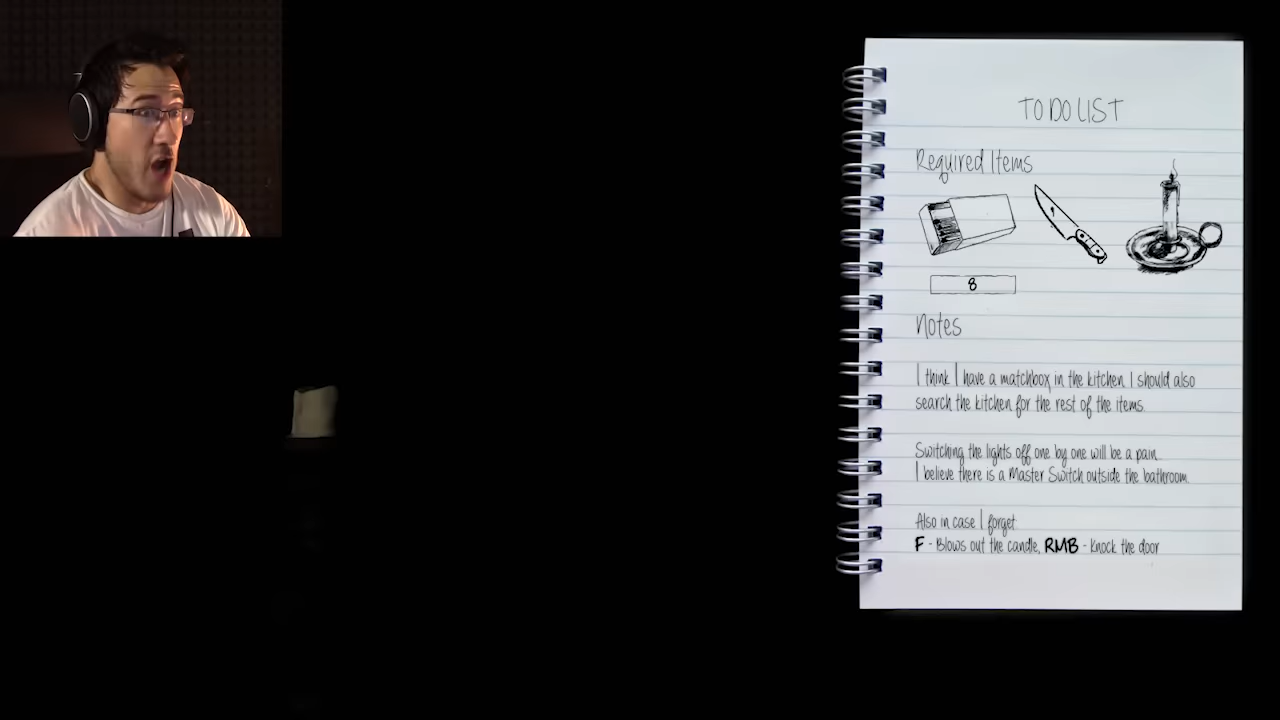 TO DO LIST
Required Items
8
Notes
I think I have a matchbox in the kitchen. I should also
search the kitchen for the rest of the items.
Switching the lights off one by one will be a pain...
I believe there is a Master Switch outside the bathroom.
Also in case I forget:
F - Blows out the candle, RMB - Knock the door